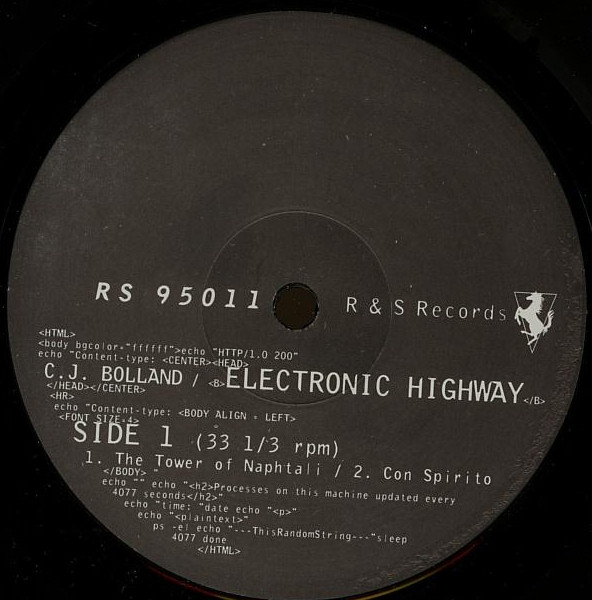 RS 95011
R & S Records
<HTML>
<body bgcolor="ffffff">echo "HTTP/1.0 200"
echo "Content-type: <CENTER><HEAD>
C.J. BOLLAND / <B>ELECTRONIC HIGHWAY</B>
</HEAD></CENTER>
<HR>
echo "Content-type: <BODY ALIGN = LEFT>
<FONT SIZE=4>
SIDE 1 (33 1/3 rpm)
1. The Tower of Naphtali / 2. Con Spirito
</BODY> "
echo "" echo "<h2>Processes on this machine updated every
4077 seconds</h2>"
echo "time: "date echo "<p>"
echo "<plaintext>"
ps -el echo "---ThisRandomString---"sleep
4077 done
</HTML>